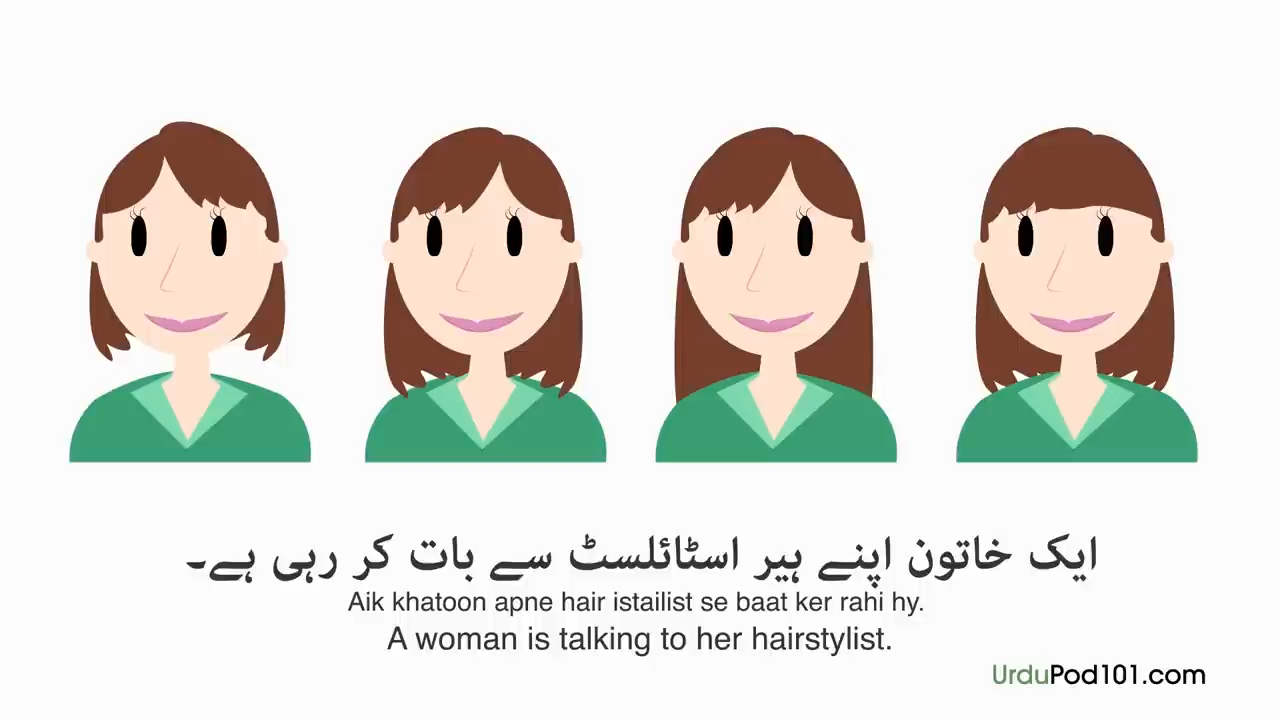 ایک خاتون اپنے ہیر اسٹائلسٹ سے بات کر رہی ہے۔
Aik khatoon apne hair istailist se baat ker rahi hy.
A woman is talking to her hairstylist.
UrduPod101.com